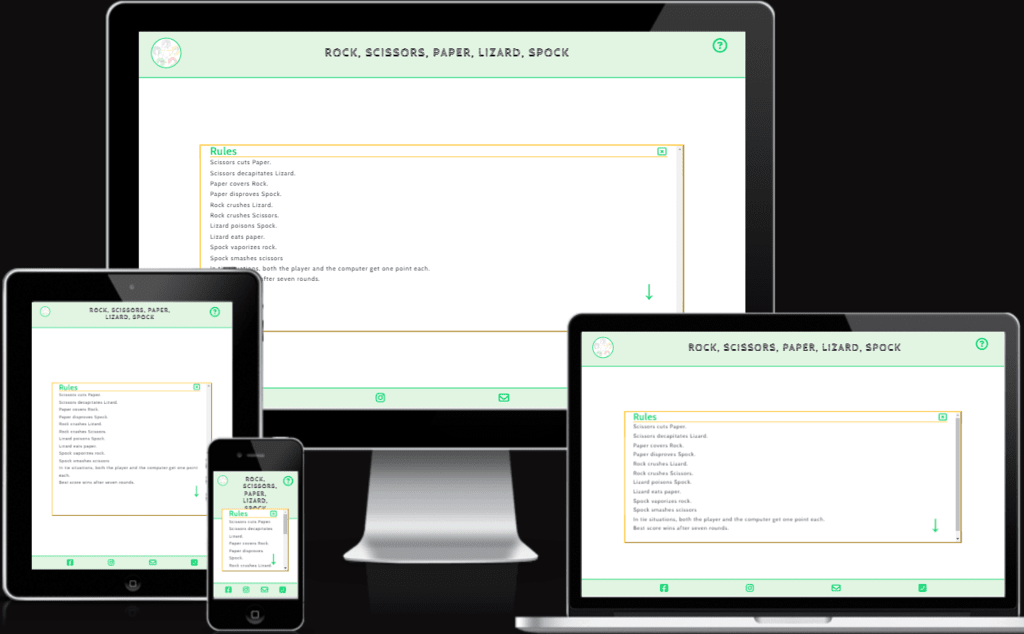 ROCK, SCISSORS, PAPER, LIZARD, SPOCK
Rules
Scissors cuts Paper.
Scissors decapitates Lizard.
Paper covers Rock.
Paper disproves Spock.
Rock crushes Lizard.
Rock crushes Scissors.
Lizard poisons Spock.
Lizard eats paper.
Spock vaporizes rock.
Spock smashes scissors
both the player and the computer get one point each.
after seven rounds.
ROCK, SCISSORS, PAPER,
LIZARD, SPOCK
Rules
Scissors cuts Paper.
Scissors decapitates Lizard.
Paper covers Rock.
Paper disproves Spock.
Rock crushes Lizard.
Rock crushes Scissors.
Lizard poisons Spock.
Lizard eats paper.
Spock vaporizes rock.
Spock smashes scissors
In tie situations, both the player and the computer get one point
each.
Best score wins after seven rounds.
ROCK,
SCISSORS,
PAPER,
LIZARD,
SPOCK
Rules
Scissors cuts Paper.
Scissors decapitates
Lizard.
Paper covers Rock.
Paper disproves
Spock.
Rock crushes Lizard.
ROCK, SCISSORS, PAPER, LIZARD, SPOCK
Rules
Scissors cuts Paper.
Scissors decapitates Lizard.
Paper covers Rock.
Paper disproves Spock.
Rock crushes Lizard.
Rock crushes Scissors.
Lizard poisons Spock.
Lizard eats paper.
Spock vaporizes rock.
Spock smashes scissors
In tie situations, both the player and the computer get one point each.
Best score wins after seven rounds.